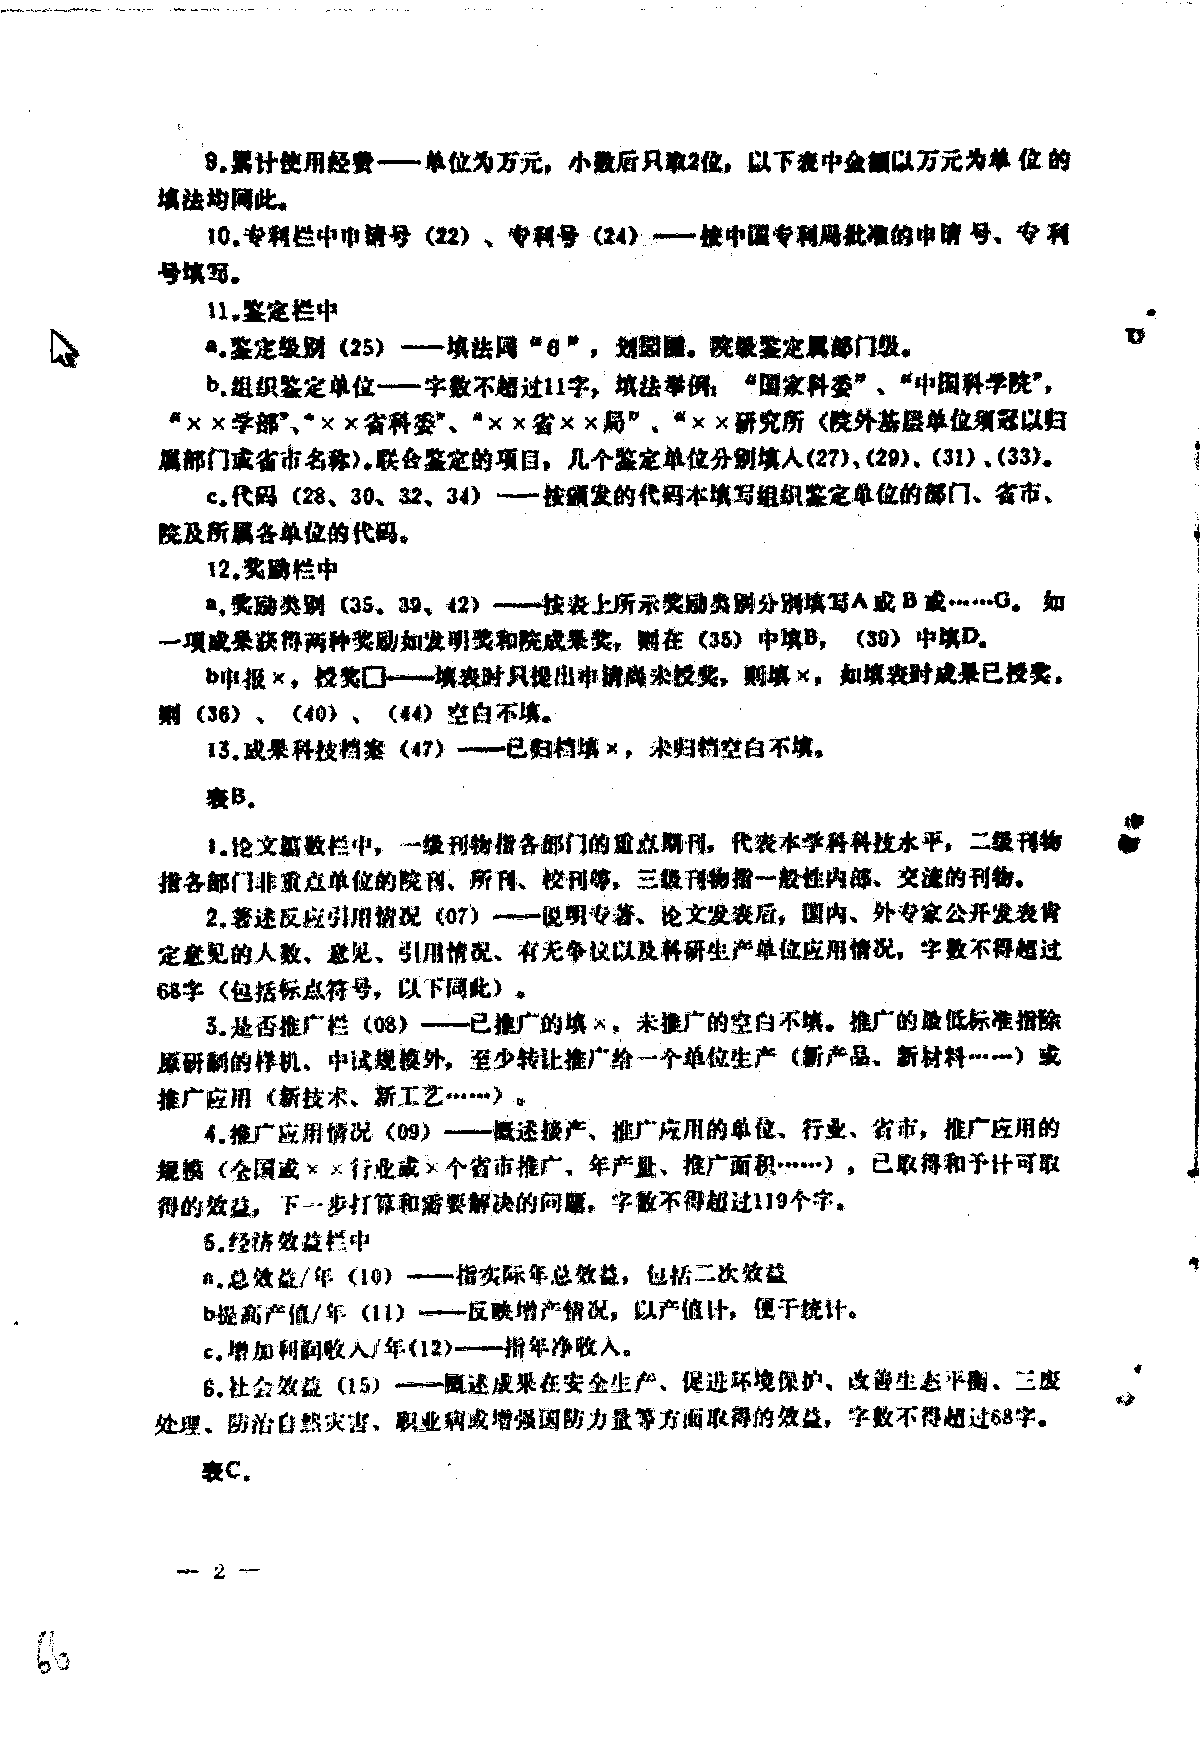 9.累计使用经费——单位为万元，小数后只取2位，以下表中金额以万元为单位的
填法均同此。
10.专利栏中申请号（22）、专利号（24）——按中国专利局批准的申请号、专利
号填写。
11.鉴定栏中
a.鉴定级别（25）——填法同“6”，划圆圈。院级鉴定属部门级。
b.组织鉴定单位——字数不超过11字，填法举例：“国家科委”、“中国科学院”，
“××学部”、“××省科委”、“××省××局”、“××研究所（院外基层单位须冠以归
属部门或省市名称）.联合鉴定的项目，几个鉴定单位分别填人(27)、(29)、(31)、(33)。
c.代码（28、30、32、34）——按颁发的代码本填写组织鉴定单位的部门、省市、
院及所属各单位的代码。
12.奖励栏中
a.奖励类别（35、39、42）——按表上所示奖励类别分别填写A或B或……G。如
一项成果获得两种奖励如发明奖和院成果奖，则在（35）中填B，（39）中填D。
b申报×，授奖□——填表时只提出申请尚未授奖，则填×，如填表时成果已授奖，
则（36）、（40）、（44）空白不填。
13.成果科技档案（47）——已归档填×，未归档空白不填。
表B.
1.论文篇数栏中，一级刊物指各部门的重点期刊，代表本学科科技水平，二级刊物
指各部门非重点单位的院刊、所刊、校刊等，三级刊物指一般性内部、交流的刊物。
2.著述反应引用情况（07）——说明专著、论文发表后，国内、外专家公开发表肯
定意见的人数、意见、引用情况、有无争议以及科研生产单位应用情况，字数不得超过
68字（包括标点符号，以下同此）。
3.是否推广栏（08）——已推广的填×，未推广的空白不填。推广的最低标准指除
原研制的样机、中试规模外，至少转让推广给一个单位生产（新产品、新材料……）或
推广应用（新技术、新工艺……）。
4.推广应用情况（09）——概述接产、推广应用的单位、行业、省市，推广应用的
规模（全国或××行业或×个省市推广、年产量、推广面积……），已取得和予计可取
得的效益，下一步打算和需要解决的问题，字数不得超过119个字。
5.经济效益栏中
a.总效益/年（10）——指实际年总效益，包括二次效益
b提高产值/年（11）——反映增产情况，以产值计，便于统计。
c.增加利润收入/年(12)——指年净收入。
6.社会效益（15）——概述成果在安全生产、促进环境保护、改善生态平衡、三废
处理、防治自然灾害、职业病或增强国防力量等方面取得的效益，字数不得超过68字。
表C.
— 2 —
66